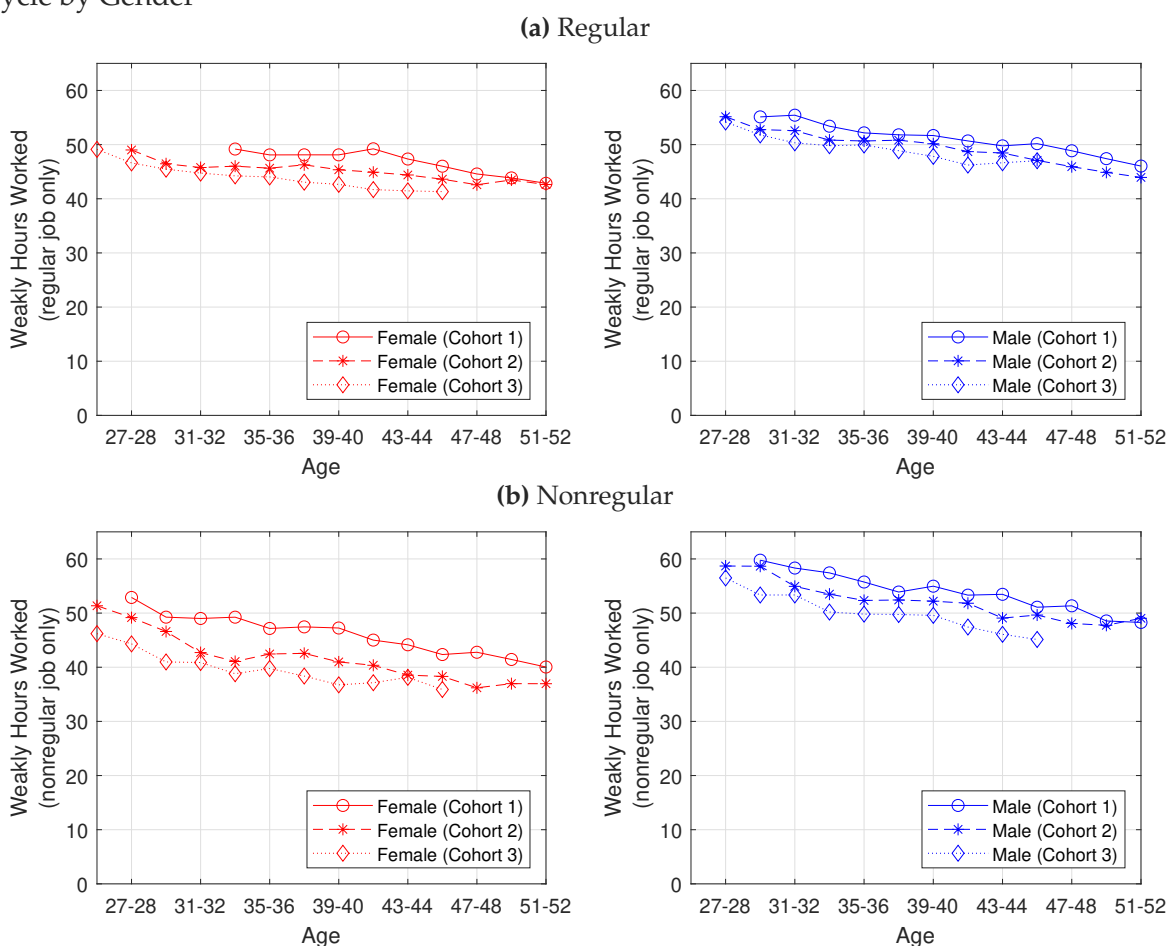 ycle by Gender
(a) Regular
60
50
40
30
20
10
0
Weakly Hours Worked
(regular job only)
Female (Cohort 1)
Female (Cohort 2)
Female (Cohort 3)
27-28 31-32 35-36 39-40 43-44 47-48 51-52
Age
60
50
40
30
20
10
0
Weakly Hours Worked
(regular job only)
Male (Cohort 1)
Male (Cohort 2)
Male (Cohort 3)
27-28 31-32 35-36 39-40 43-44 47-48 51-52
Age
(b) Nonregular
60
50
40
30
20
10
0
Weakly Hours Worked
(nonregular job only)
Female (Cohort 1)
Female (Cohort 2)
Female (Cohort 3)
27-28 31-32 35-36 39-40 43-44 47-48 51-52
Age
60
50
40
30
20
10
0
Weakly Hours Worked
(nonregular job only)
Male (Cohort 1)
Male (Cohort 2)
Male (Cohort 3)
27-28 31-32 35-36 39-40 43-44 47-48 51-52
Age